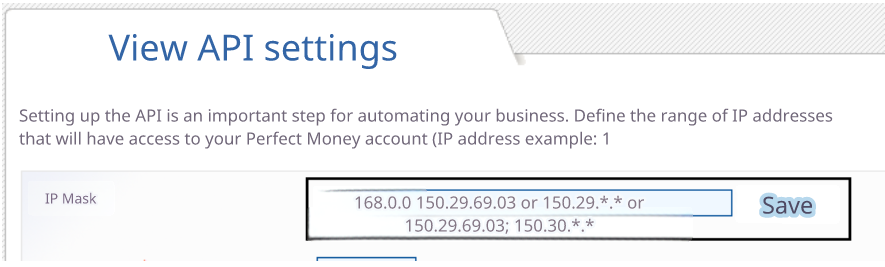 View API settings
Setting up the API is an important step for automating your business. Define the range of IP addresses
that will have access to your Perfect Money account (IP address example: 1
IP Mask
168.0.0 150.29.69.03 or 150.29.*.* or
150.29.69.03; 150.30.*.*
Save